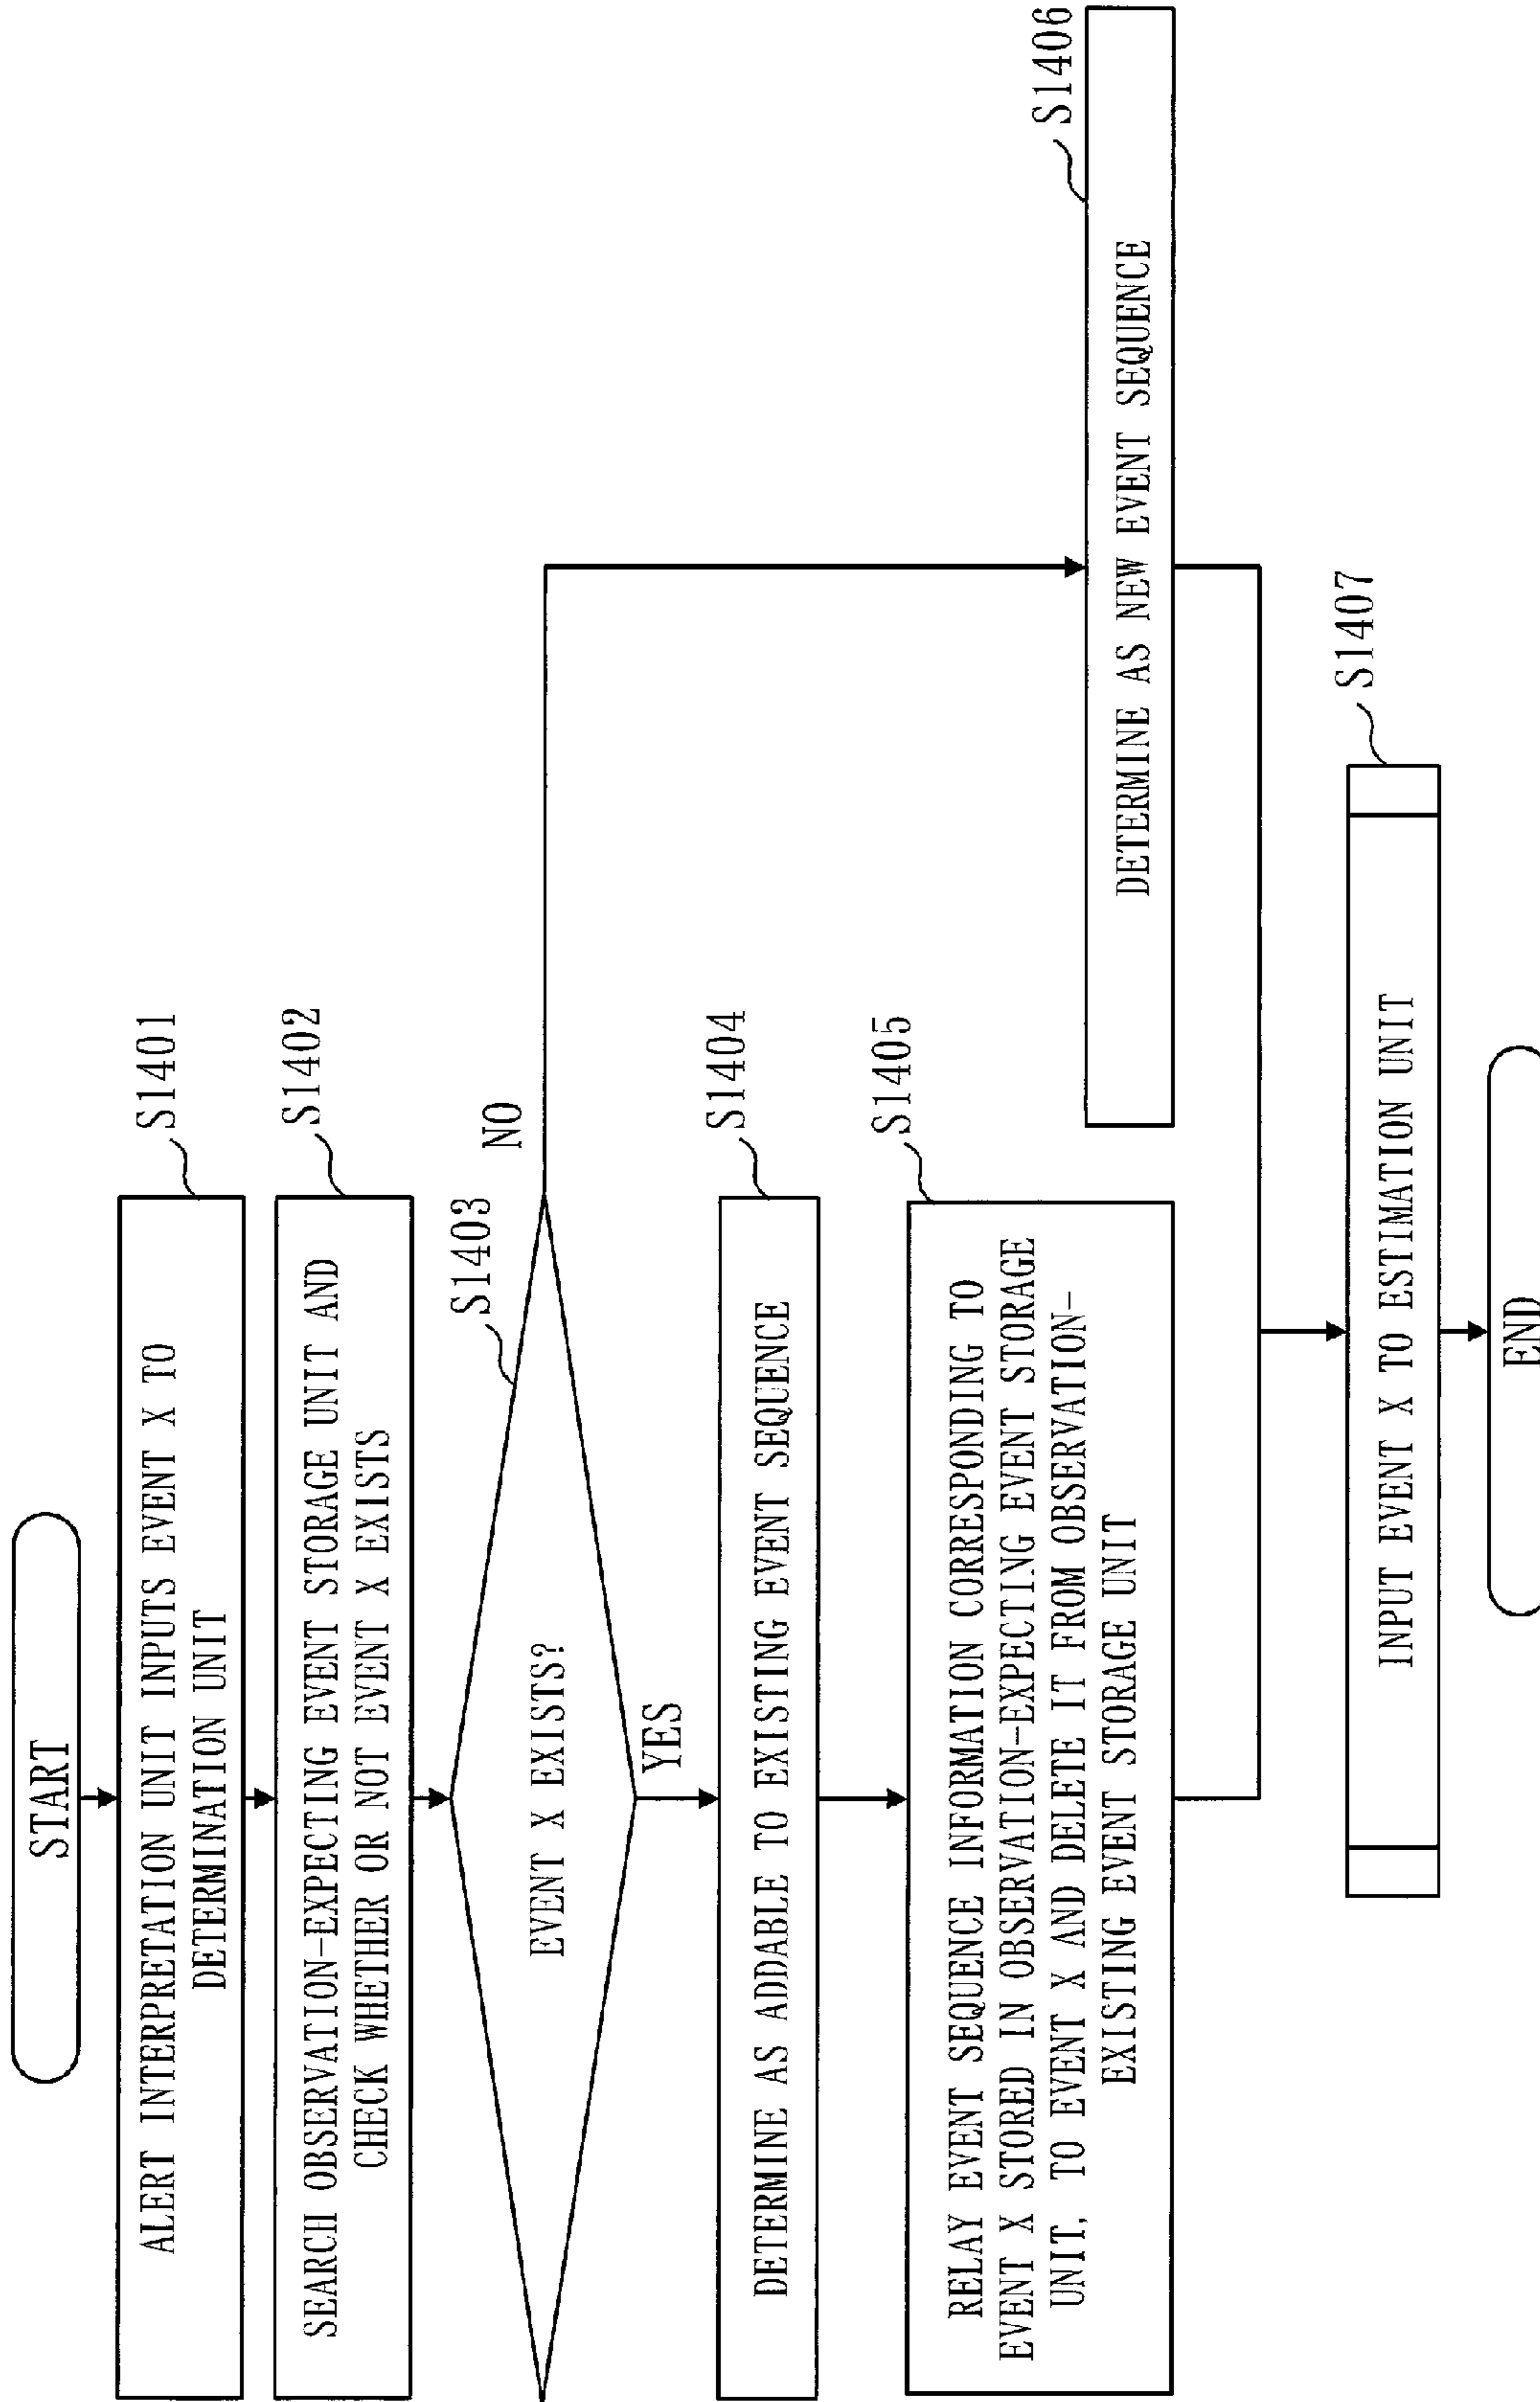 START
S1401
ALERT INTERPRETATION UNIT INPUTS EVENT X TO
DETERMINATION UNIT
S1402
SEARCH OBSERVATION-EXPECTING EVENT STORAGE UNIT AND
CHECK WHETHER OR NOT EVENT X EXISTS
S1403
EVENT X EXISTS?
NO
YES
S1404
DETERMINE AS ADDABLE TO EXISTING EVENT SEQUENCE
S1405
RELAY EVENT SEQUENCE INFORMATION CORRESPONDING TO
EVENT X STORED IN OBSERVATION-EXPECTING EVENT STORAGE
UNIT, TO EVENT X AND DELETE IT FROM OBSERVATION-
EXISTING EVENT STORAGE UNIT
S1406
DETERMINE AS NEW EVENT SEQUENCE
S1407
INPUT EVENT X TO ESTIMATION UNIT
END